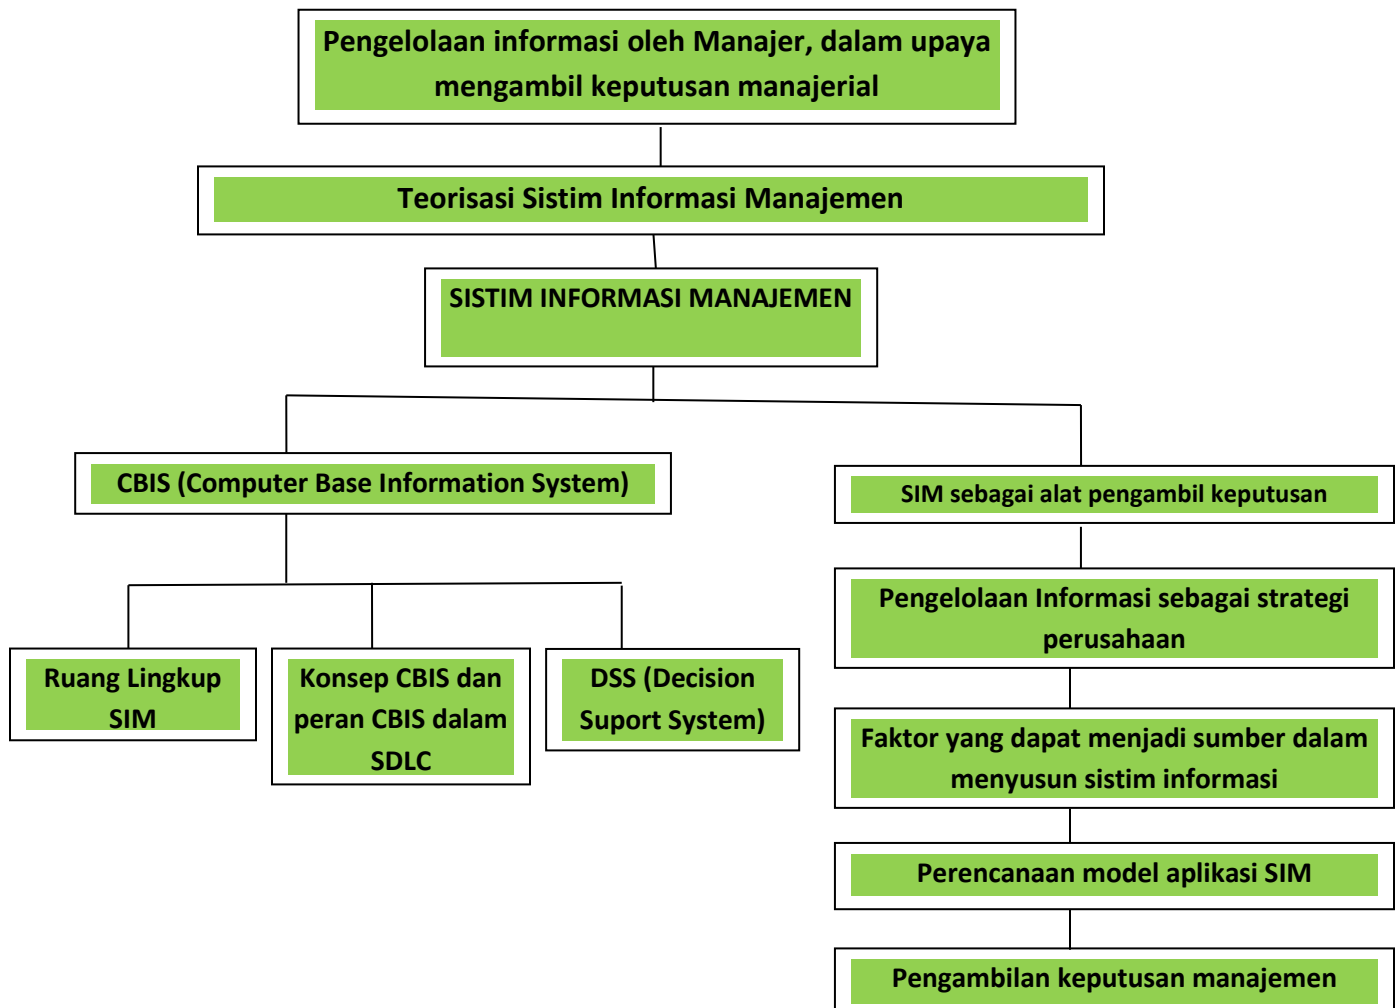 Pengelolaan informasi oleh Manajer, dalam upaya
mengambil keputusan manajerial
Teorisasi Sistim Informasi Manajemen
SISTIM INFORMASI MANAJEMEN
CBIS (Computer Base Information System)
SIM sebagai alat pengambil keputusan
Pengelolaan Informasi sebagai strategi
perusahaan
Ruang Lingkup
SIM
Konsep CBIS dan
peran CBIS dalam
SDLC
DSS (Decision
Suport System)
Faktor yang dapat menjadi sumber dalam
menyusun sistim informasi
Perencanaan model aplikasi SIM
Pengambilan keputusan manajemen